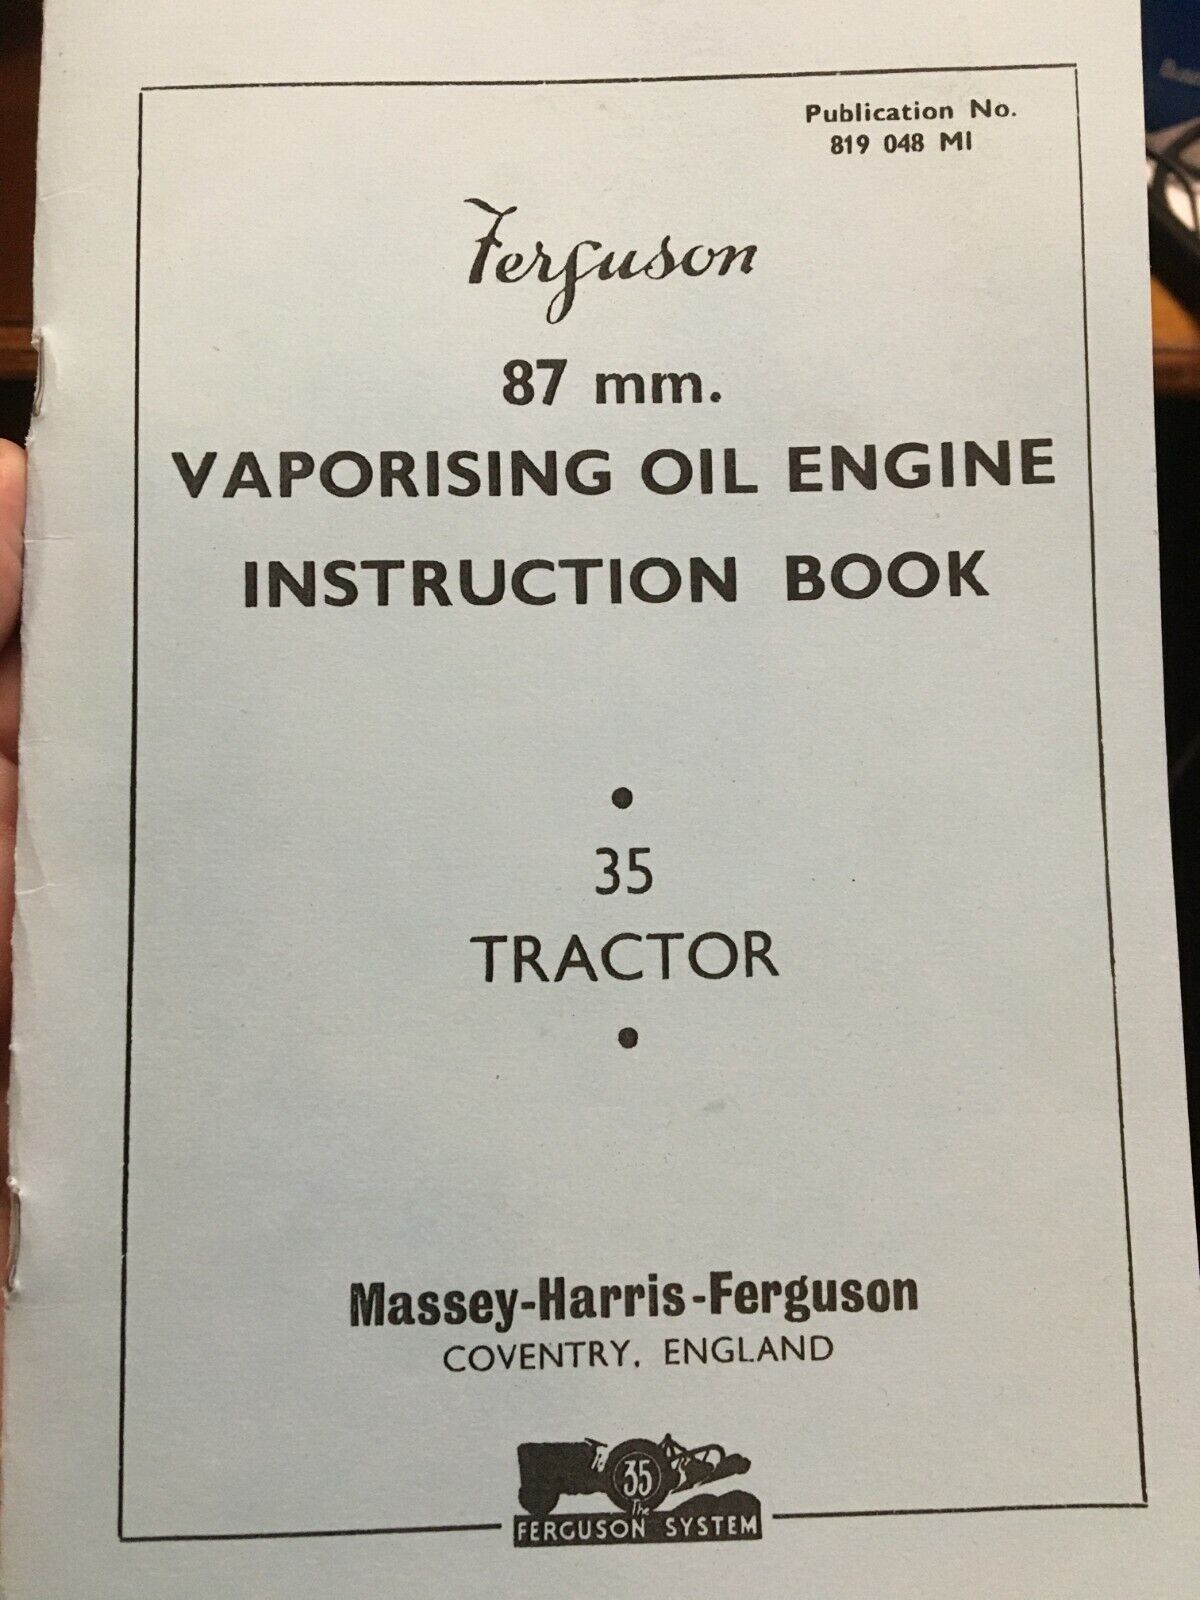 Publication No.
819 048 MI
Ferguson
87 mm.
VAPORISING OIL ENGINE
INSTRUCTION BOOK
35
TRACTOR
Massey-Harris-Ferguson
COVENTRY, ENGLAND
35
The
FERGUSON SYSTEM